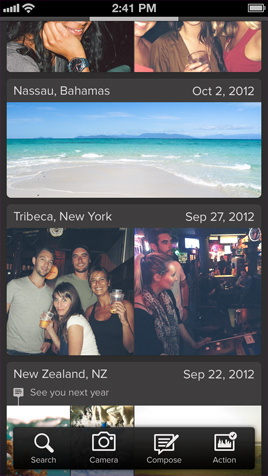 2:41 PM
Nassau, Bahamas Oct 2, 2012
Tribeca, New York Sep 27, 2012
New Zealand, NZ Sep 22, 2012
See you next year
Search Camera Compose Action